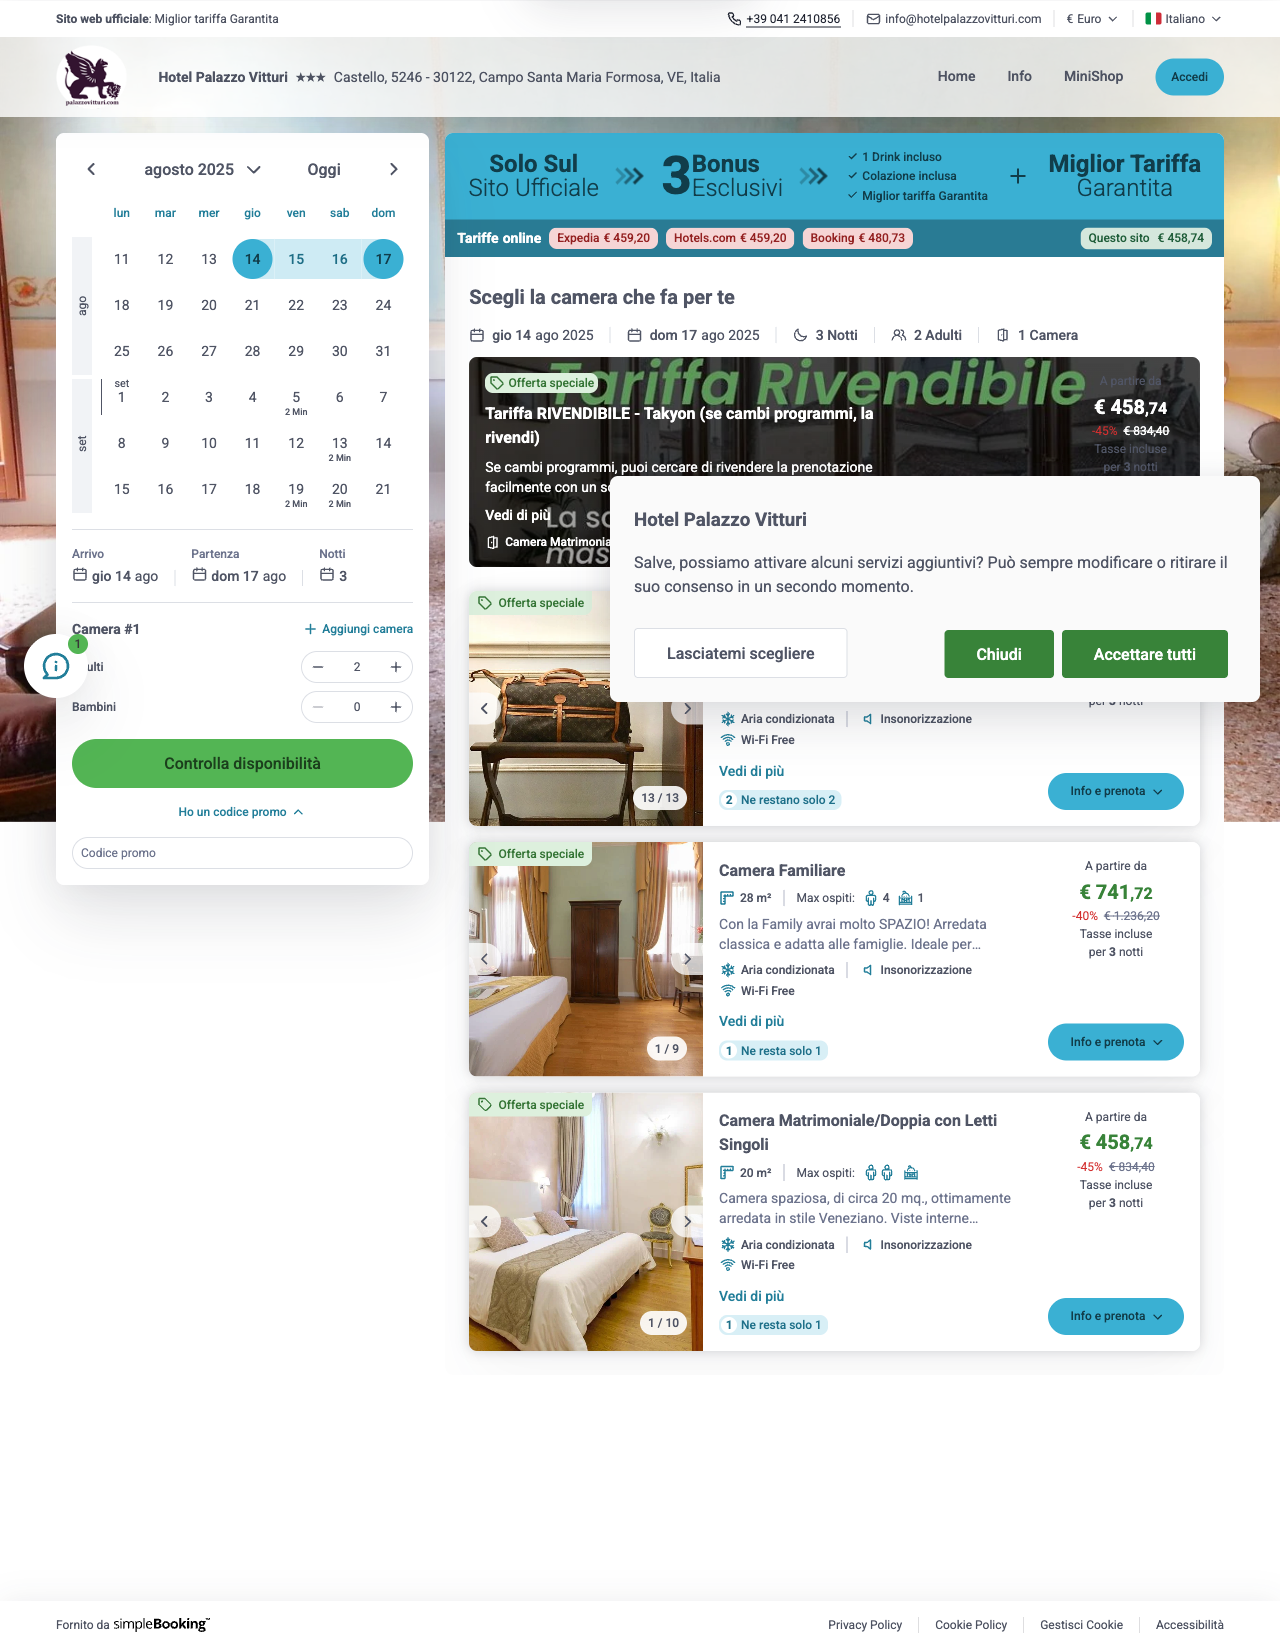 Sito web ufficiale: Miglior tariffa Garantita
+39 041 2410856
info@hotelpalazzovitturi.com
€ Euro
Italiano
palazzovitturi.com
Hotel Palazzo Vitturi ★★★ Castello, 5246 - 30122, Campo Santa Maria Formosa, VE, Italia
Home
Info
MiniShop
Accedi
agosto 2025
Oggi
lun mar mer gio ven sab dom
ago
11 12 13 14 15 16 17
18 19 20 21 22 23 24
25 26 27 28 29 30 31
set
set
1 2 3 4 5 6 7
2 Min
8 9 10 11 12 13 14
2 Min
15 16 17 18 19 20 21
2 Min 2 Min
Arrivo Partenza Notti
gio 14 ago dom 17 ago 3
Camera #1
Aggiungi camera
1
ulti
2
Bambini
0
Controlla disponibilità
Ho un codice promo
Codice promo
Solo Sul
Sito Ufficiale
3 Bonus
Esclusivi
1 Drink incluso
Colazione inclusa
Miglior tariffa Garantita
+
Miglior Tariffa
Garantita
Tariffe online
Expedia € 459,20
Hotels.com € 459,20
Booking € 480,73
Questo sito € 458,74
Scegli la camera che fa per te
gio 14 ago 2025
dom 17 ago 2025
3 Notti
2 Adulti
1 Camera
Tariffa Rivendibile
Offerta speciale
Tariffa RIVENDIBILE - Takyon (se cambi programmi, la
rivendi)
Se cambi programmi, puoi cercare di rivendere la prenotazione
facilmente con un
Vedi di più
La
Camera
A partire da
€ 458,74
-45% € 834,40
Tasse incluse
per 3 notti
Hotel Palazzo Vitturi
Salve, possiamo attivare alcuni servizi aggiuntivi? Può sempre modificare o ritirare il
suo consenso in un secondo momento.
Lasciatemi scegliere
Chiudi
Accettare tutti
Offerta speciale
13 / 13
per 3 notti
Aria condizionata
Insonorizzazione
Wi-Fi Free
Vedi di più
2 Ne restano solo 2
Info e prenota
Offerta speciale
1 / 9
Camera Familiare
28 m²
Max ospiti: 4 1
Con la Family avrai molto SPAZIO! Arredata
classica e adatta alle famiglie. Ideale per…
Aria condizionata
Insonorizzazione
Wi-Fi Free
Vedi di più
1 Ne resta solo 1
A partire da
€ 741,72
-40% € 1.236,20
Tasse incluse
per 3 notti
Info e prenota
Offerta speciale
1 / 10
Camera Matrimoniale/Doppia con Letti
Singoli
20 m²
Max ospiti:
Camera spaziosa, di circa 20 mq., ottimamente
arredata in stile Veneziano. Viste interne…
Aria condizionata
Insonorizzazione
Wi-Fi Free
Vedi di più
1 Ne resta solo 1
A partire da
€ 458,74
-45% € 834,40
Tasse incluse
per 3 notti
Info e prenota
Fornito da simpleBooking™
Privacy Policy
Cookie Policy
Gestisci Cookie
Accessibilità